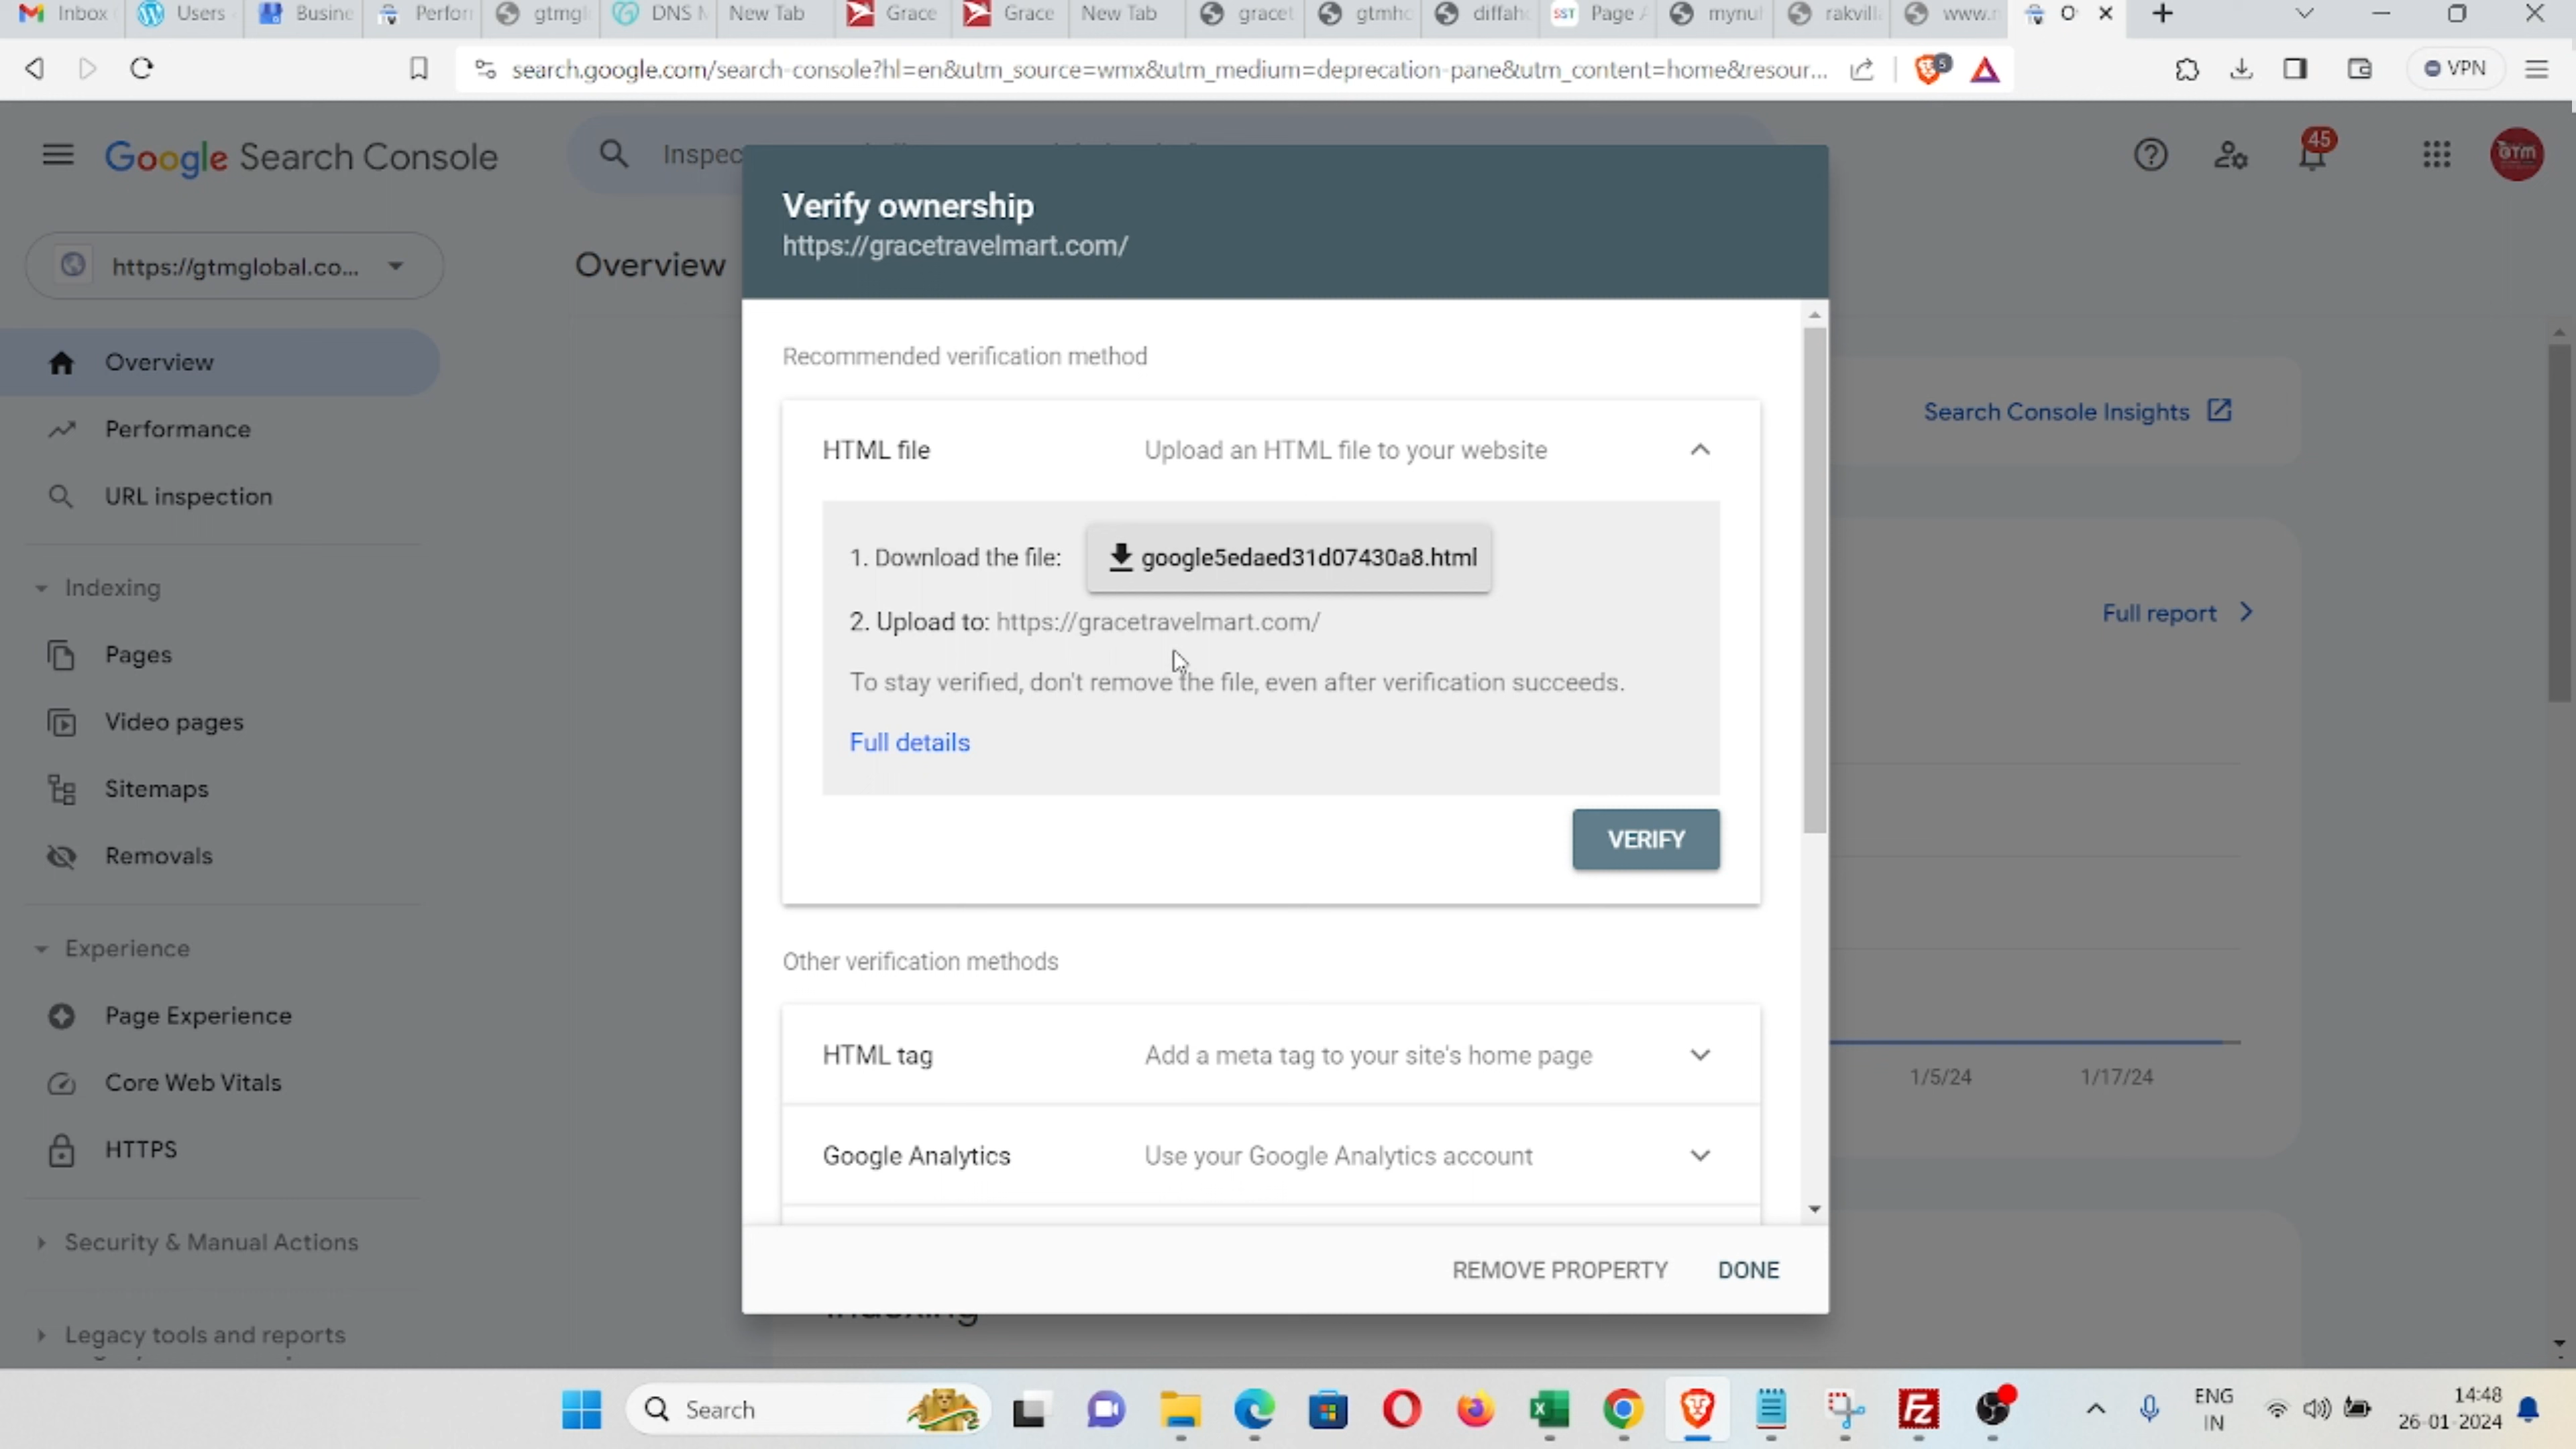 Inbox
Users
Busine
Perfor
gtmgl
DNS M
New Tab
Grace
Grace
New Tab
gracet
gtmho
diffah
SST Page A
mynul
rakvill
www.n
O
search.google.com/search-console?hl=en&utm_source=wmx&utm_medium=deprecation-pane&utm_content=home&resour...
5
VPN
Google Search Console
Inspec
45
GTm
https://gtmglobal.co...
Overview
Overview
Performance
URL inspection
Indexing
Pages
Video pages
Sitemaps
Removals
Experience
Page Experience
Core Web Vitals
HTTPS
Security & Manual Actions
Legacy tools and reports
Verify ownership
https://gracetravelmart.com/
Recommended verification method
HTML file Upload an HTML file to your website
1. Download the file: google5edaed31d07430a8.html
2. Upload to: https://gracetravelmart.com/
To stay verified, don't remove the file, even after verification succeeds.
Full details
VERIFY
Other verification methods
HTML tag Add a meta tag to your site's home page
Google Analytics Use your Google Analytics account
REMOVE PROPERTY DONE
Indexing
Search Console Insights
Full report
1/5/24 1/17/24
Search
ENG
IN
14:48
26-01-2024